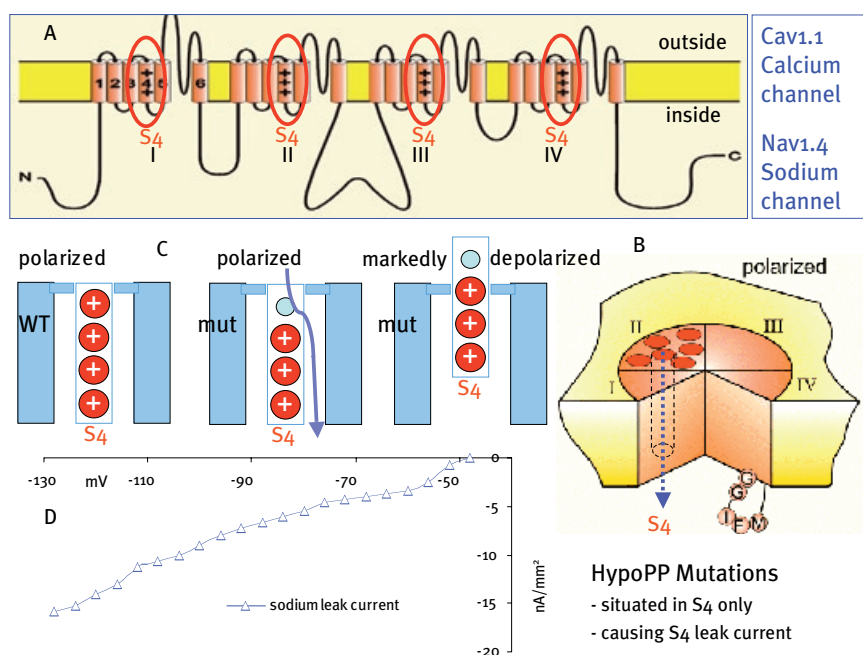 A
outside
inside
1 2 3 4 5 6
+ + + +
S4 S4 S4 S4
I II III IV
N
C
Cav1.1
Calcium
channel
Nav1.4
Sodium
channel
polarized C polarized markedly depolarized
WT mut mut
+ + + +
+ + +
+ + +
S4 S4 S4
B
polarized
II III
I IV
G
G
I F M
S4
-130 mV -110 -90 -70 -50
0
-5
-10
-15
-20
nA/mm²
D
sodium leak current
HypoPP Mutations
- situated in S4 only
- causing S4 leak current